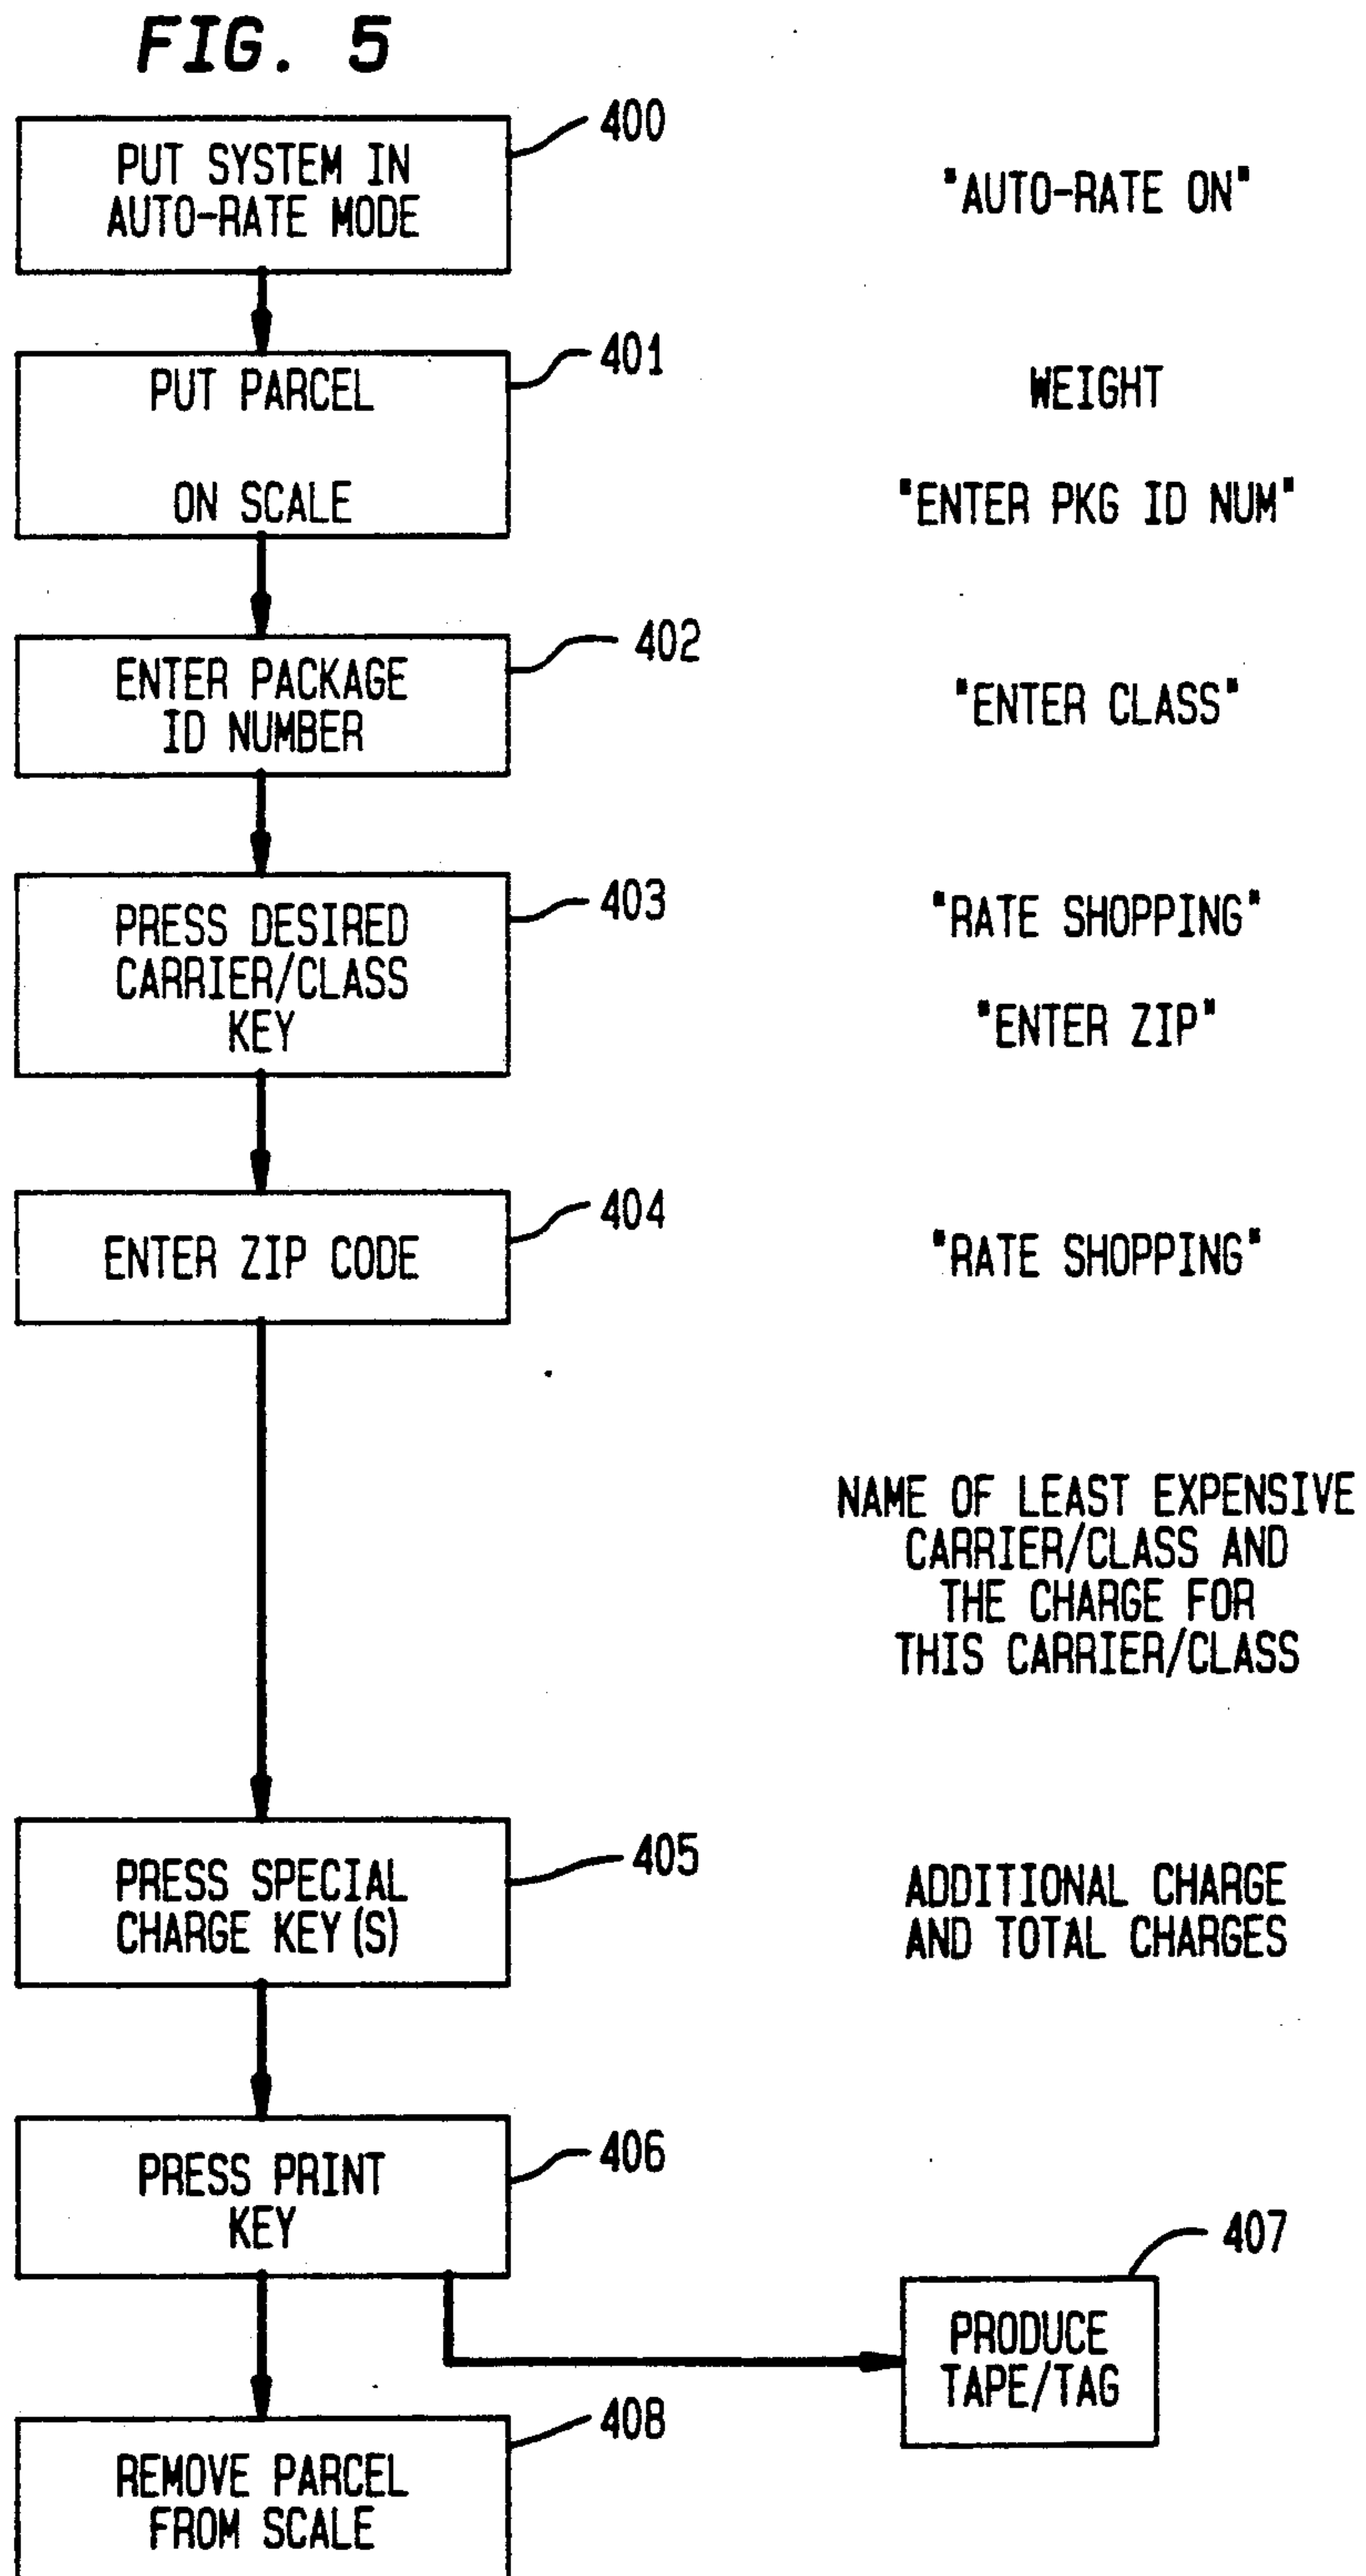 FIG. 5
400
PUT SYSTEM IN
AUTO-RATE MODE
"AUTO-RATE ON"
401
PUT PARCEL
ON SCALE
WEIGHT
"ENTER PKG ID NUM"
402
ENTER PACKAGE
ID NUMBER
"ENTER CLASS"
403
PRESS DESIRED
CARRIER/CLASS
KEY
"RATE SHOPPING"
"ENTER ZIP"
404
ENTER ZIP CODE
"RATE SHOPPING"
NAME OF LEAST EXPENSIVE
CARRIER/CLASS AND
THE CHARGE FOR
THIS CARRIER/CLASS
405
PRESS SPECIAL
CHARGE KEY(S)
ADDITIONAL CHARGE
AND TOTAL CHARGES
406
PRESS PRINT
KEY
407
PRODUCE
TAPE/TAG
408
REMOVE PARCEL
FROM SCALE